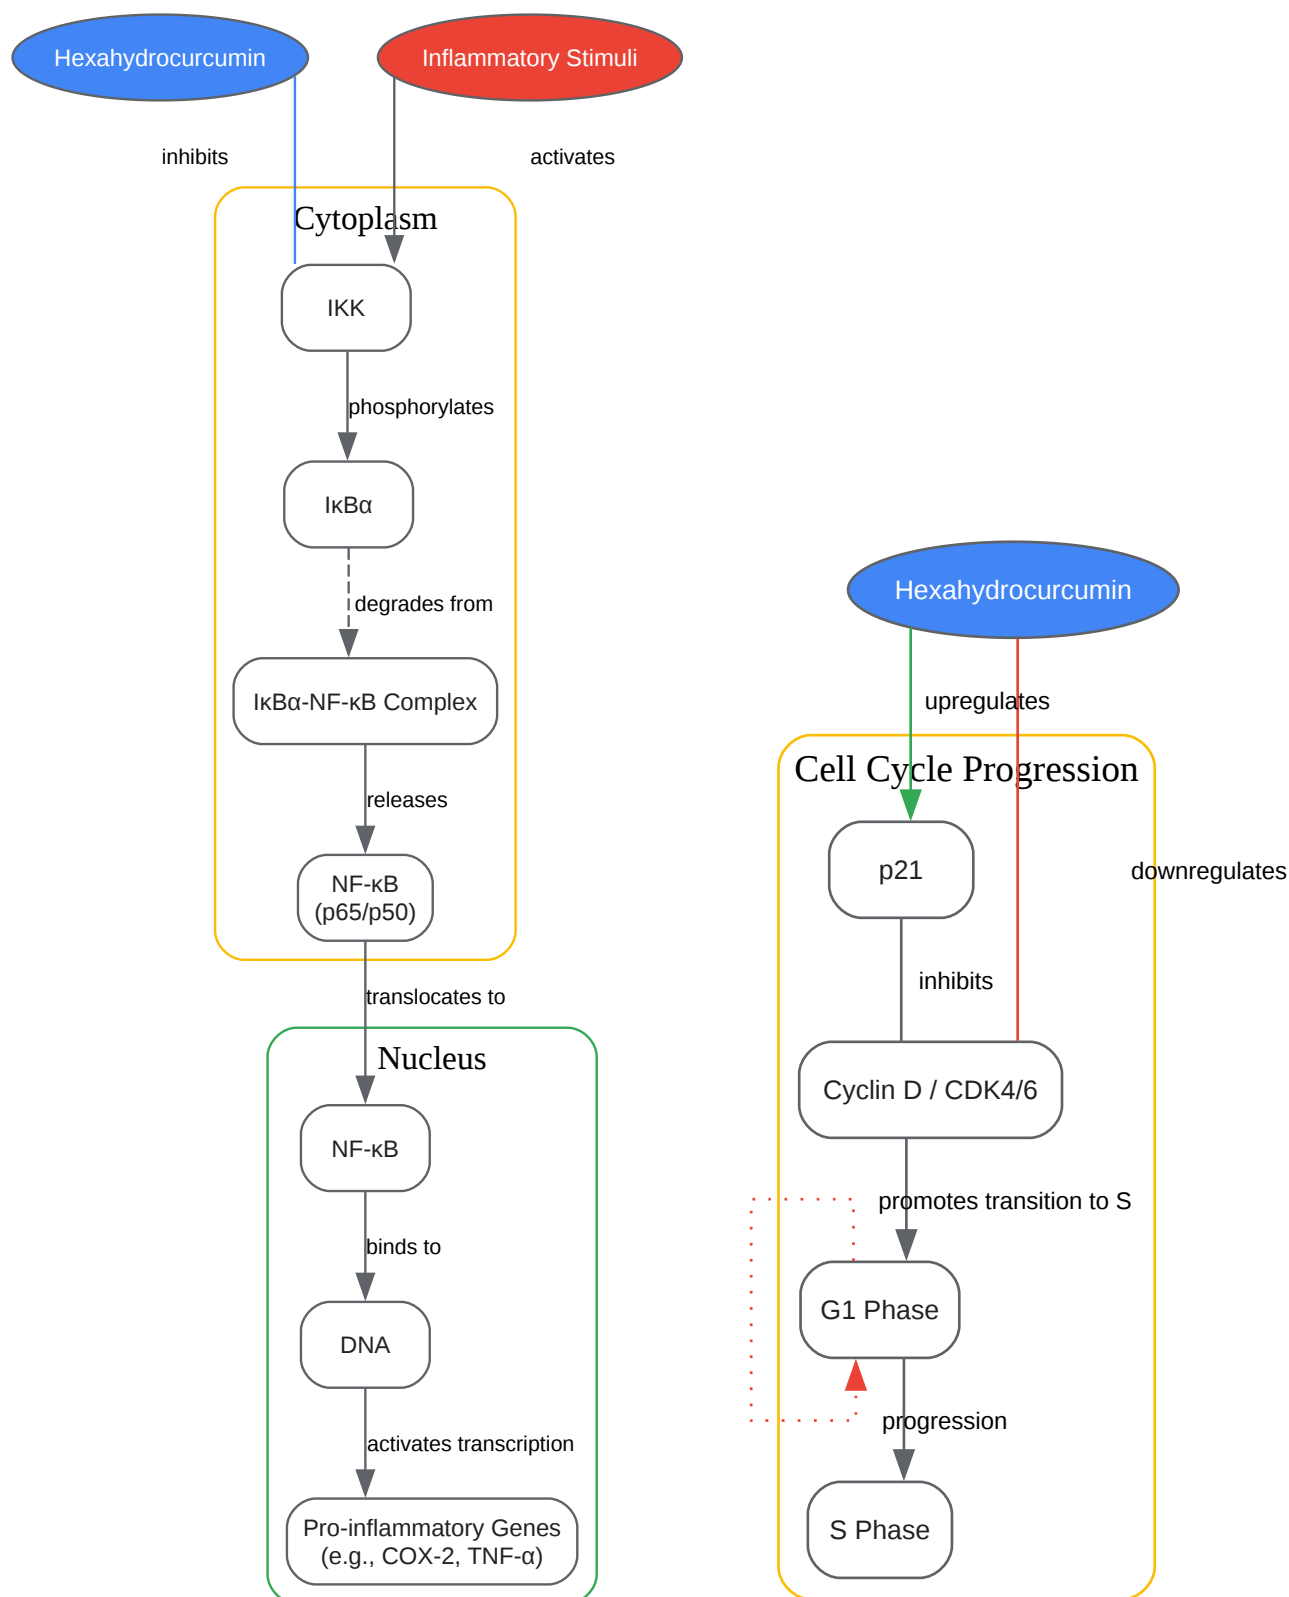 Hexahydrocurcumin
Inflammatory Stimuli
inhibits
activates
Cytoplasm
IKK
phosphorylates
IκBα
degrades from
IκBα-NF-κB Complex
releases
NF-κB
(p65/p50)
translocates to
Nucleus
NF-κB
binds to
DNA
activates transcription
Pro-inflammatory Genes
(e.g., COX-2, TNF-α)
Hexahydrocurcumin
upregulates
Cell Cycle Progression
p21
downregulates
inhibits
Cyclin D / CDK4/6
promotes transition to S
G1 Phase
progression
S Phase